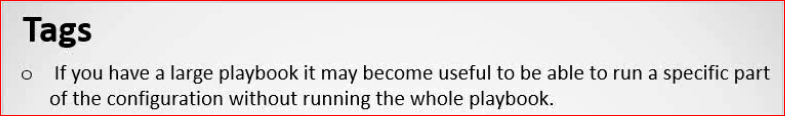 Tags
o If you have a large playbook it may become useful to be able to run a specific part
of the configuration without running the whole playbook.